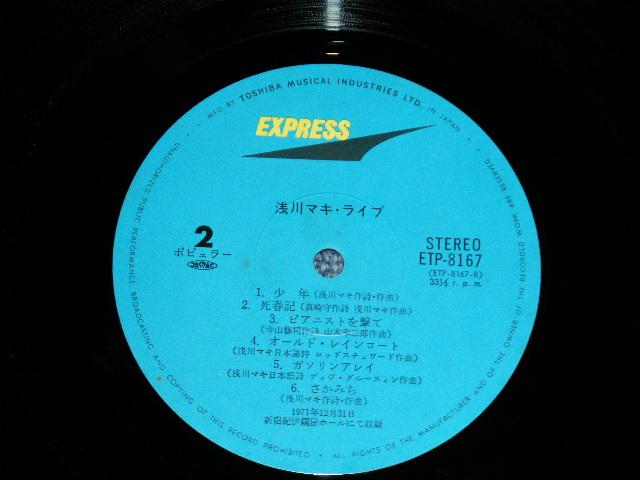 MFD. BY TOSHIBA MUSICAL INDUSTRIES LTD. IN JAPAN
EXPRESS
浅川マキ・ライブ
2
ポピュラー
JASRAC
STEREO
ETP-8167
(ETP-8167-B)
33⅓ r. p. m.
1. 少 年 (浅川マキ作詩・作曲)
2. 死春記 (真崎守作詩 浅川マキ作曲)
3. ピアニストを撃て
(寺山修司作詩 山木幸三郎作曲)
4. オールド・レインコート
(浅川マキ日本語詩 ロッドスチュワード作曲)
5. ガソリンアレイ
(浅川マキ日本語詩 ディヴ・グルースィン作曲)
6. さかみち
(浅川マキ作詩・作曲)
1971年12月31日
新宿紀伊國屋ホールにて収録
UNAUTHORIZED PUBLIC PERFORMANCE, BROADCASTING AND COPYING OF THIS RECORD PROHIBITED • ALL RIGHTS OF THE MANUFACTURER AND OF THE OWNER OF THE RECORDED WORK ARE RESERVED